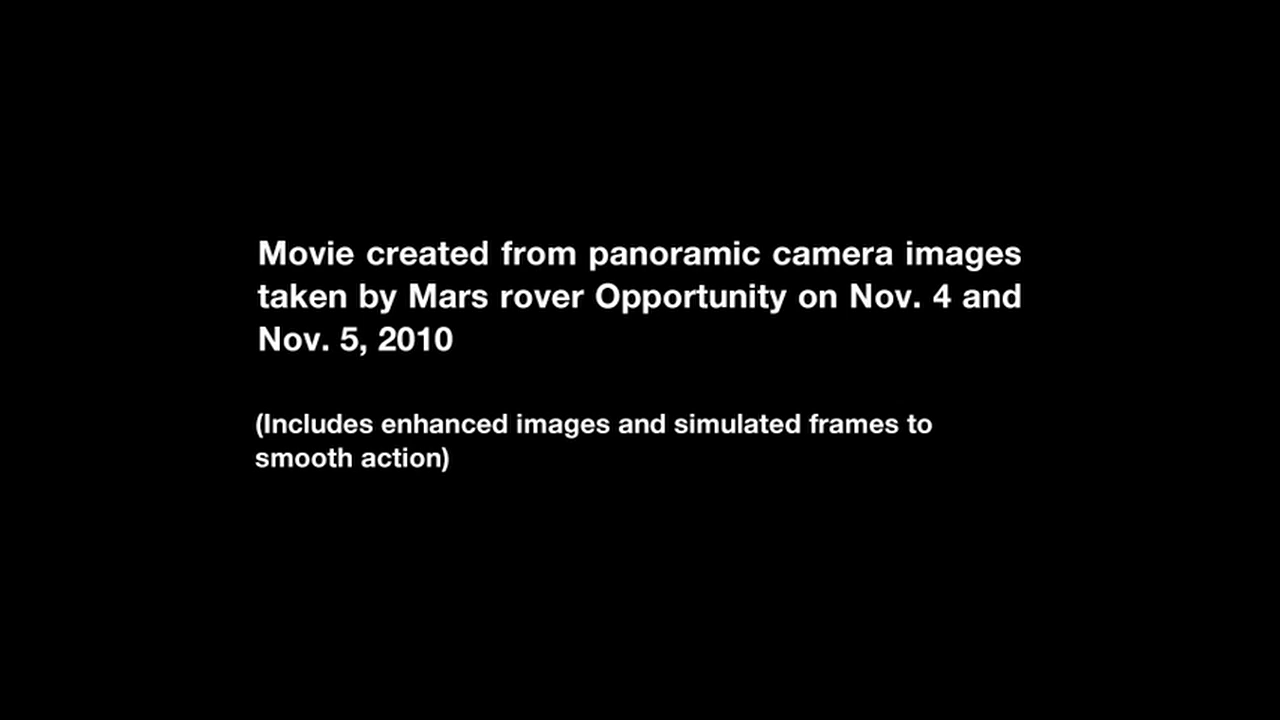 Movie created from panoramic camera images
taken by Mars rover Opportunity on Nov. 4 and
Nov. 5, 2010
(Includes enhanced images and simulated frames to
smooth action)